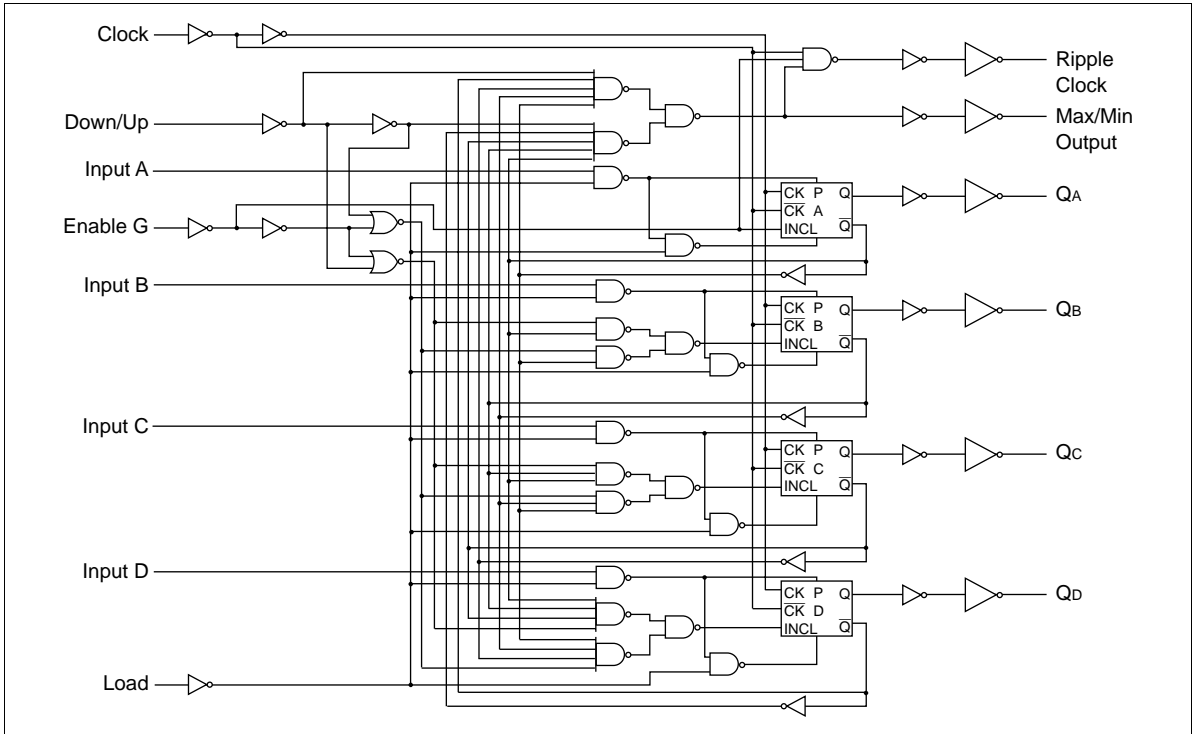 Clock
Ripple
Clock
Down/Up
Max/Min
Output
Input A
CK P Q
QA
CK A
Enable G
INCL Q
Input B
CK P Q
QB
CK B
INCL Q
Input C
CK P Q
QC
CK C
INCL Q
Input D
CK P Q
QD
CK D
INCL Q
Load